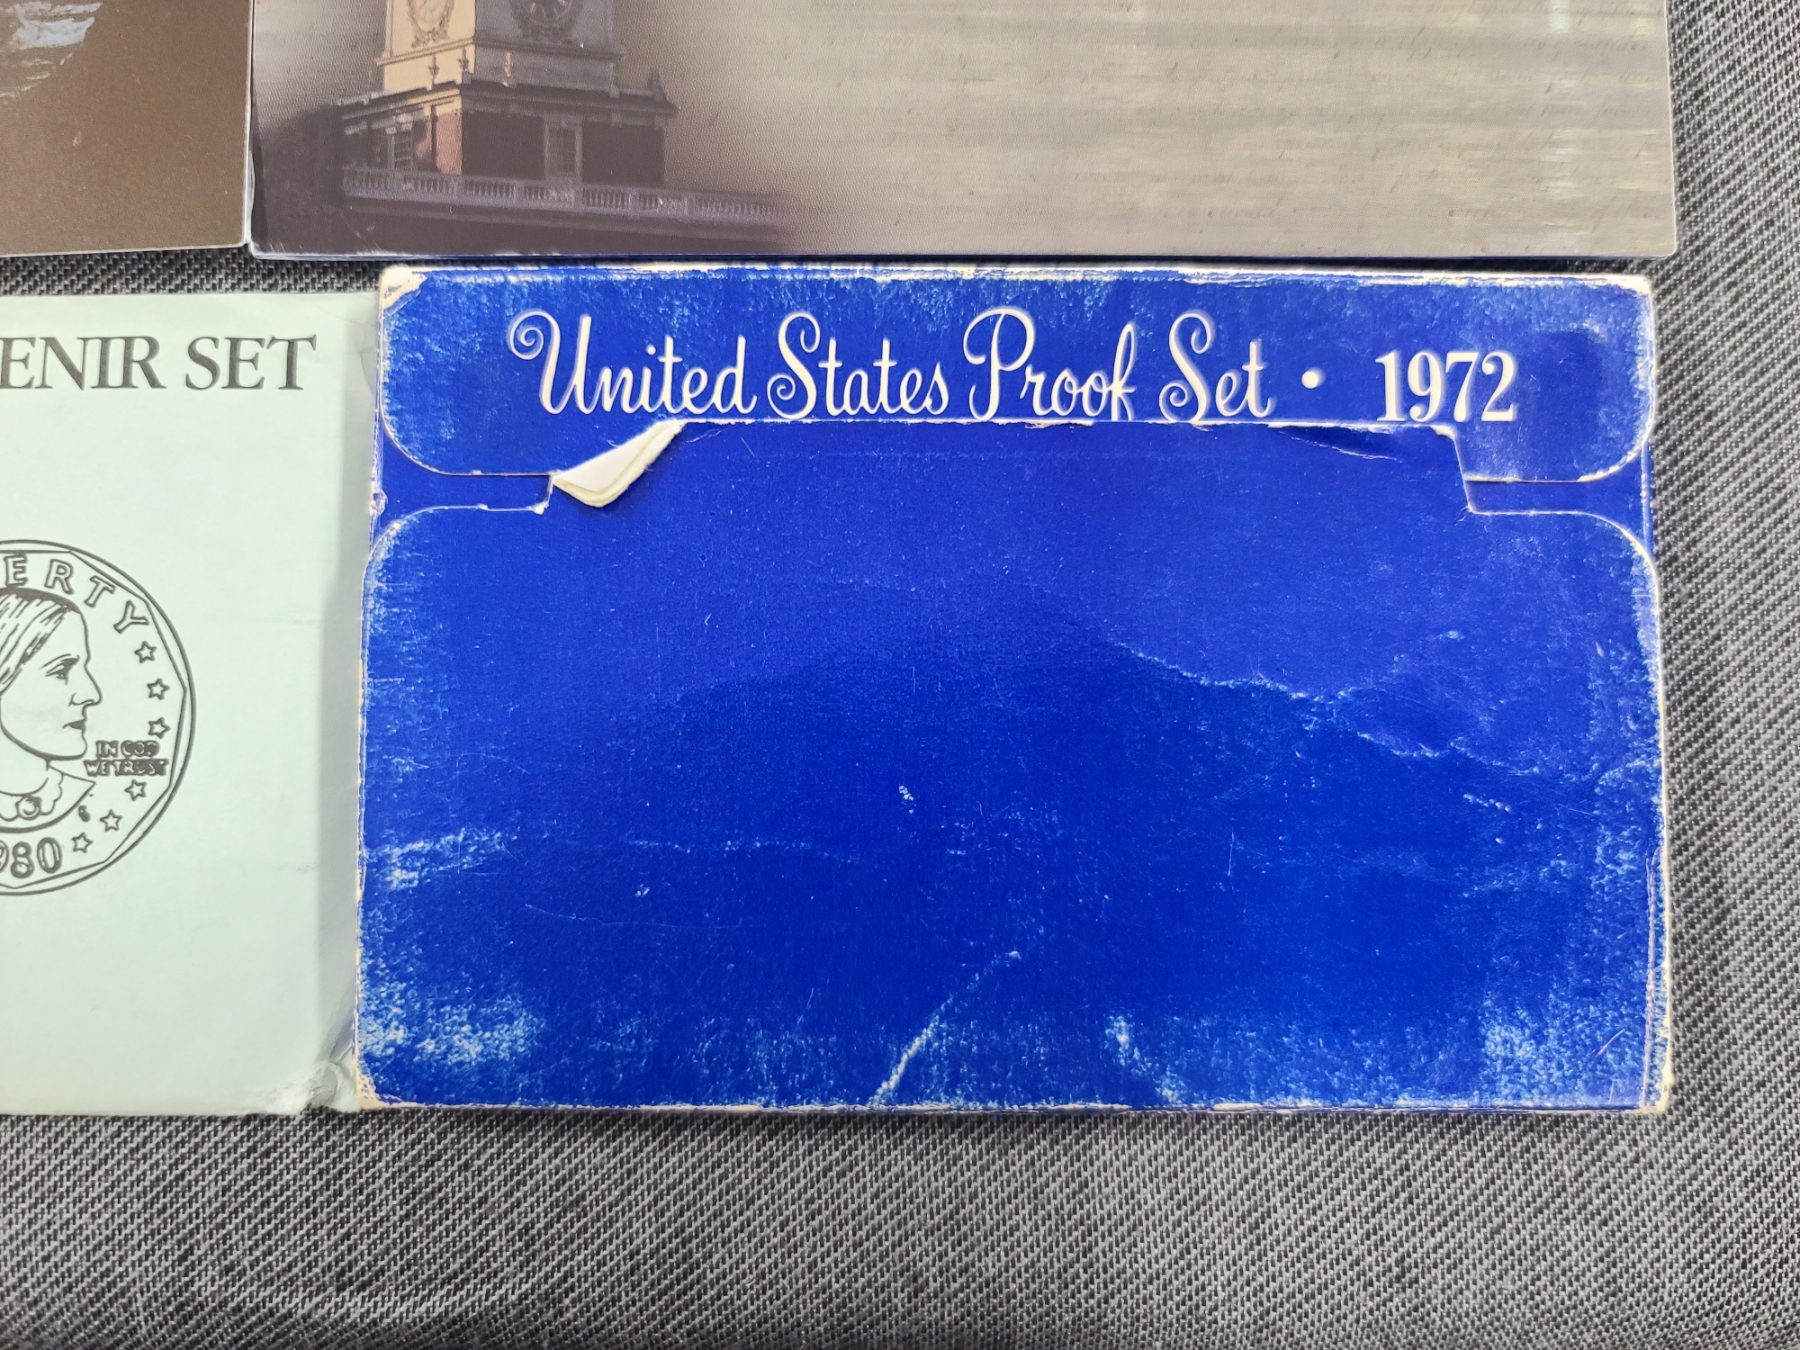 ENIR SET
United States Proof Set • 1972
ERTY
IN GOD
WE TRUST
980